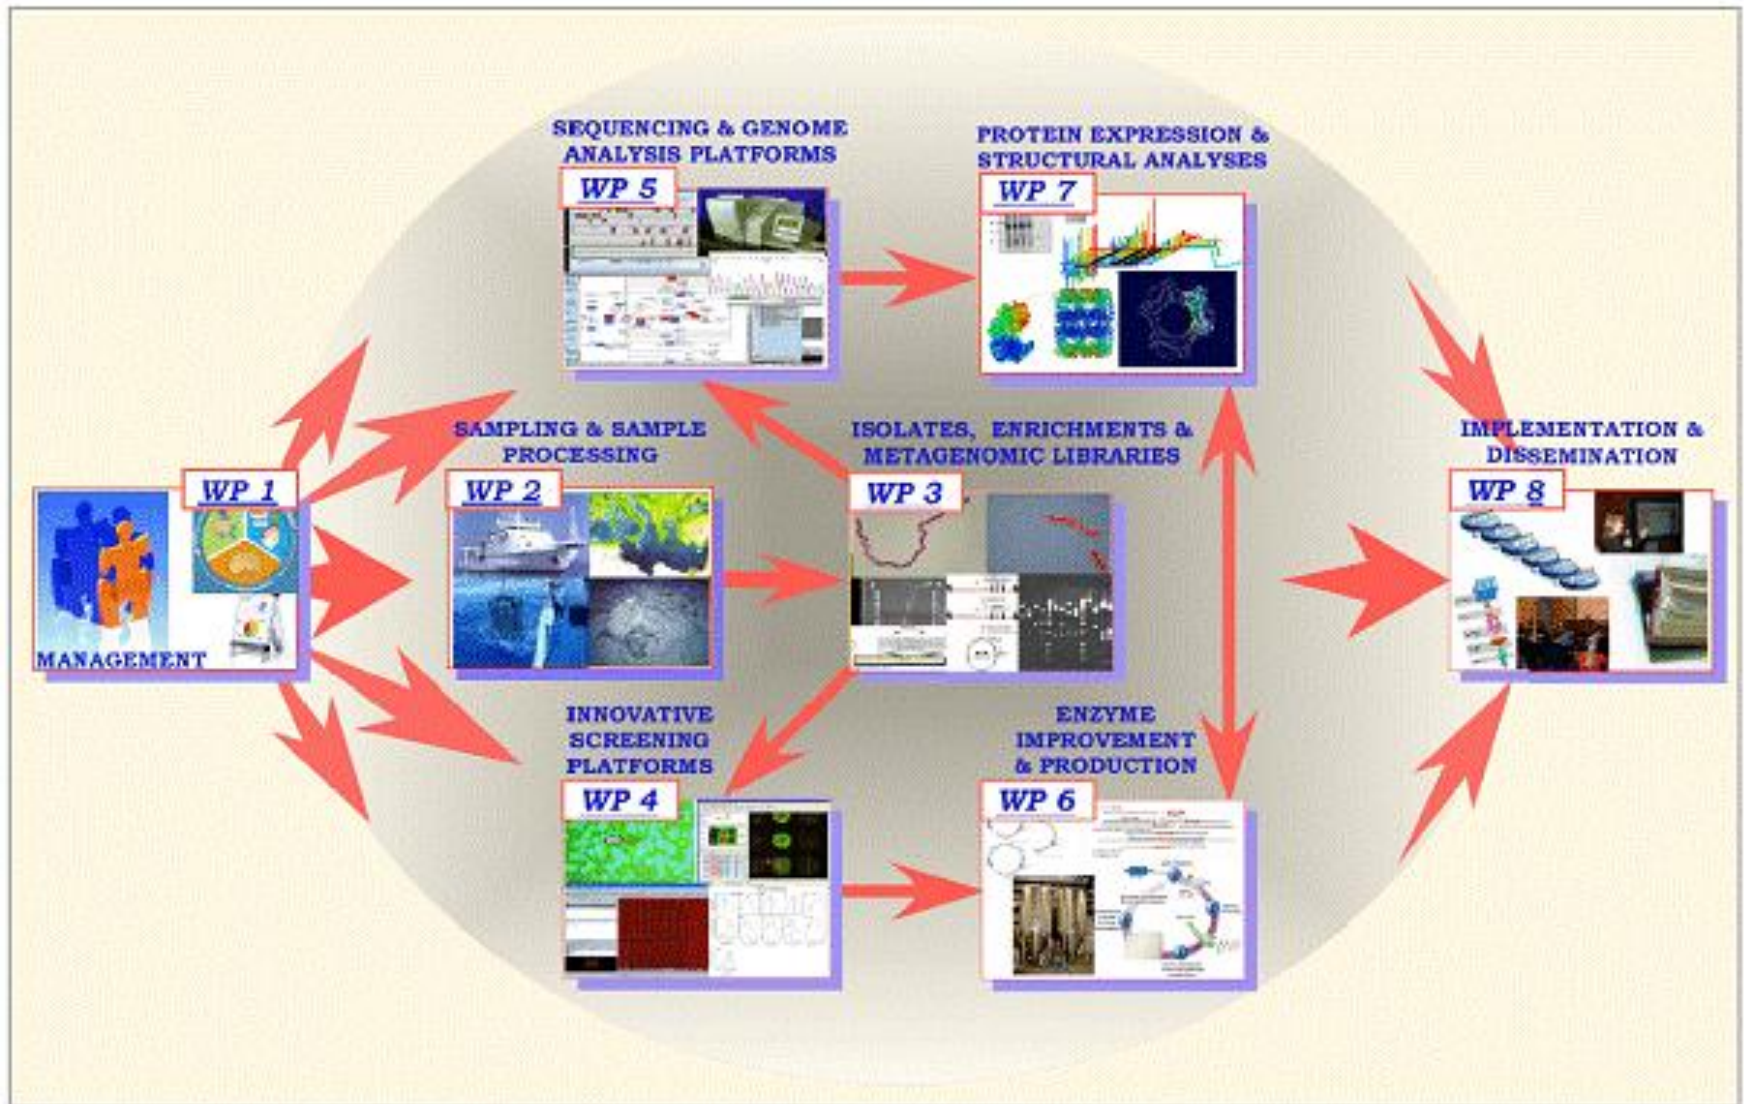 SEQUENCING & GENOME
ANALYSIS PLATFORMS
WP 5
PROTEIN EXPRESSION &
STRUCTURAL ANALYSES
WP 7
SAMPLING & SAMPLE
PROCESSING
WP 2
ISOLATES, ENRICHMENTS &
METAGENOMIC LIBRARIES
WP 3
IMPLEMENTATION &
DISSEMINATION
WP 8
WP 1
MANAGEMENT
INNOVATIVE
SCREENING
PLATFORMS
WP 4
ENZYME
IMPROVEMENT
& PRODUCTION
WP 6